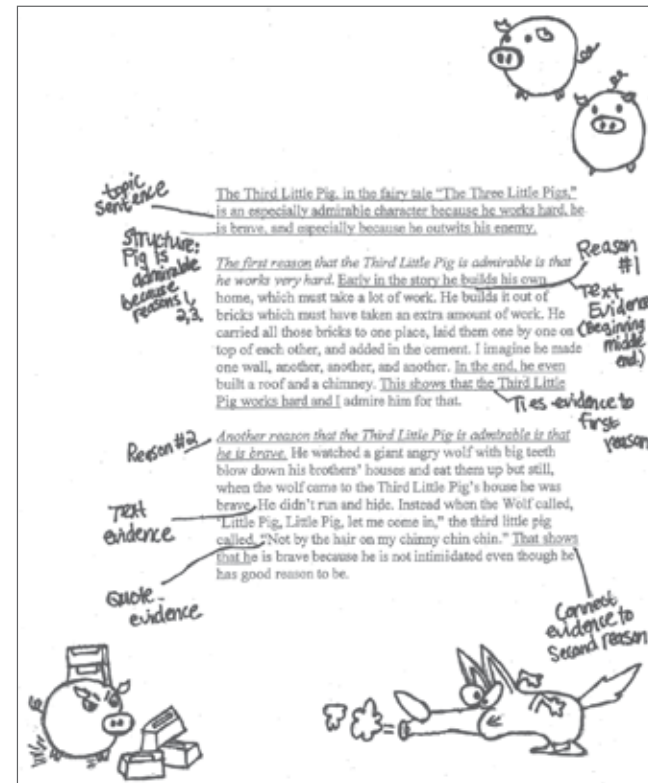 topic
sentence
The Third Little Pig, in the fairy tale "The Three Little Pigs,"
is an especially admirable character because he works hard, he
is brave, and especially because he outwits his enemy.
structure:
Pig is
admirable
because
reasons 1,
2, 3.
The first reason that the Third Little Pig is admirable is that
he works very hard. Early in the story he builds his own
home, which must take a lot of work. He builds it out of
bricks which must have taken an extra amount of work. He
carried all those bricks to one place, laid them one by one on
top of each other, and added in the cement. I imagine he made
one wall, another, another, and another. In the end, he even
built a roof and a chimney. This shows that the Third Little
Pig works hard and I admire him for that.
Reason
#1
Text
Evidence
(Beginning
middle
end.)
Ties evidence to
first
reason
Reason #2
Another reason that the Third Little Pig is admirable is that
he is brave. He watched a giant angry wolf with big teeth
blow down his brothers' houses and eat them up but still,
when the wolf came to the Third Little Pig's house he was
brave. He didn't run and hide. Instead when the Wolf called,
"Little Pig, Little Pig, let me come in," the third little pig
called, "Not by the hair on my chinny chin chin." That shows
that he is brave because he is not intimidated even though he
has good reason to be.
Text
evidence
Quote-
evidence
Connect
evidence to
Second reason